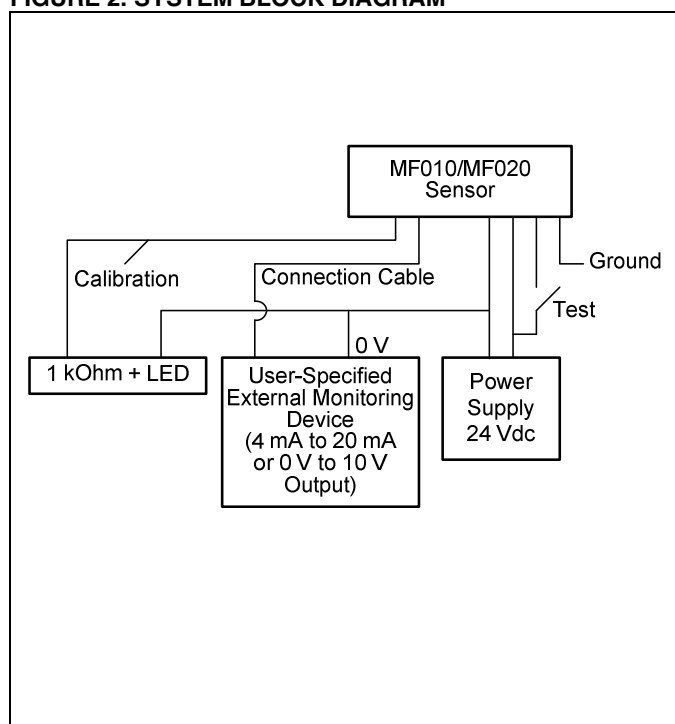 FIGURE 2. SYSTEM BLOCK DIAGRAM
MF010/MF020
Sensor
Calibration
Connection Cable
Ground
Test
0 V
1 kOhm + LED
User-Specified
External Monitoring
Device
(4 mA to 20 mA
or 0 V to 10 V
Output)
Power
Supply
24 Vdc